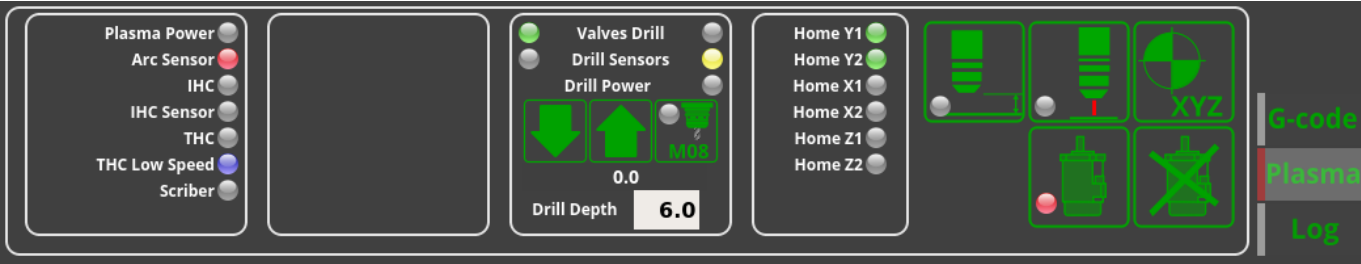 Plasma Power
Arc Sensor
IHC
IHC Sensor
THC
THC Low Speed
Scriber
Valves Drill
Drill Sensors
Drill Power
M08
0.0
Drill Depth 6.0
Home Y1
Home Y2
Home X1
Home X2
Home Z1
Home Z2
XYZ
G-code
Plasma
Log